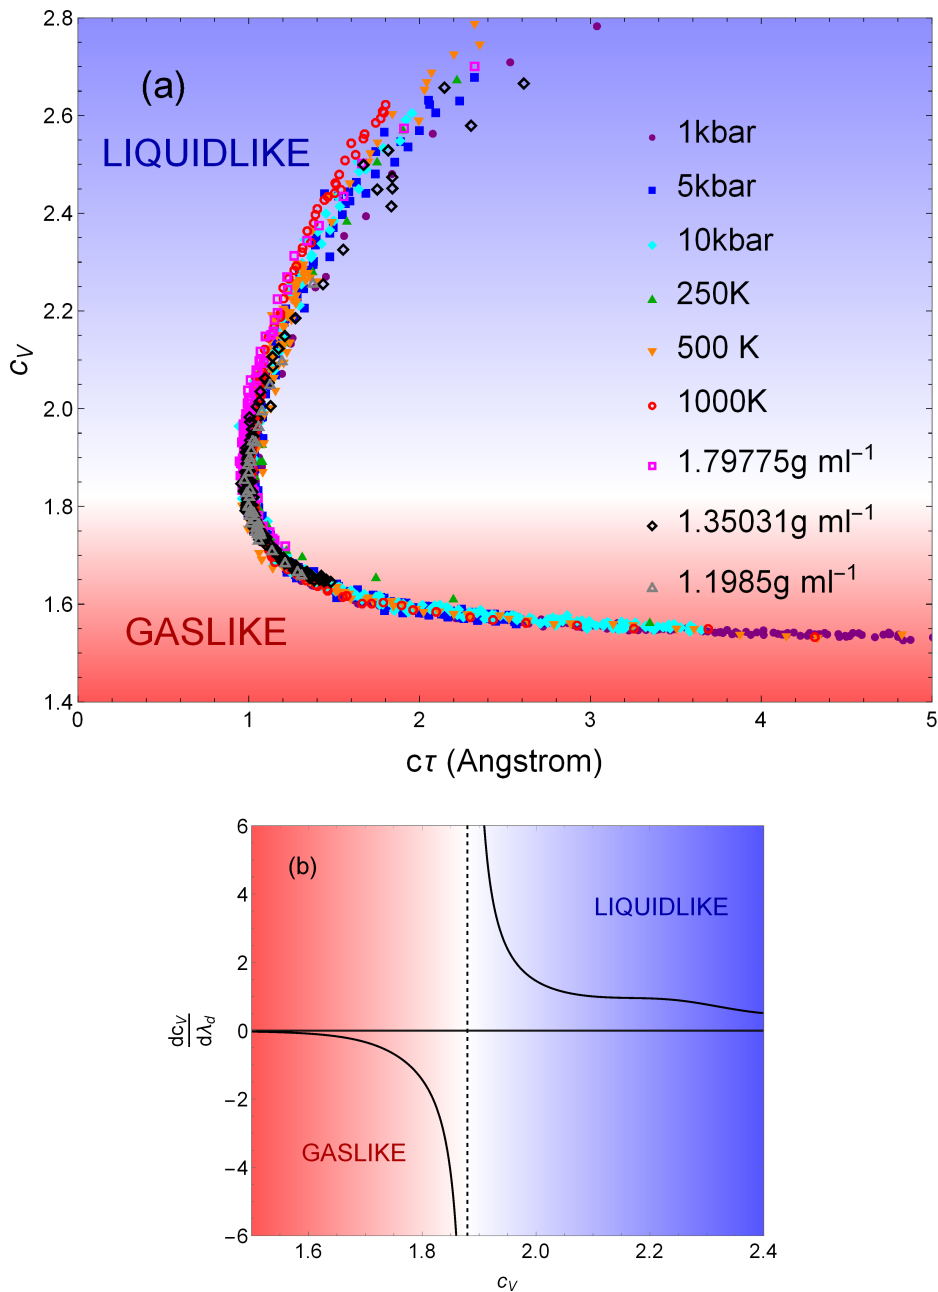 2.8
2.6
2.4
2.2
2.0
1.8
1.6
1.4
c_V
(a)
LIQUIDLIKE
GASLIKE
1kbar
5kbar
10kbar
250K
500 K
1000K
1.79775g ml⁻¹
1.35031g ml⁻¹
1.1985g ml⁻¹
0 1 2 3 4 5
cτ (Angstrom)
6
4
2
0
−2
−4
−6
dc_V
dλ_d
(b)
LIQUIDLIKE
GASLIKE
1.6 1.8 2.0 2.2 2.4
c_V